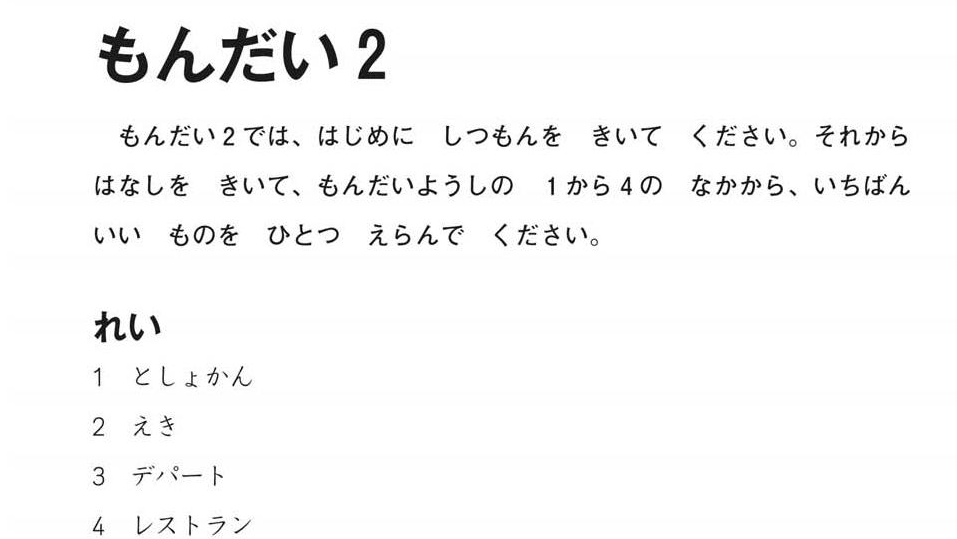 もんだい2
もんだい2では、はじめに　しつもんを　きいて　ください。それから
はなしを　きいて、もんだいようしの　1から4の　なかから、いちばん
いい　ものを　ひとつ　えらんで　ください。
れい
1　としょかん
2　えき
3　デパート
4　レストラン